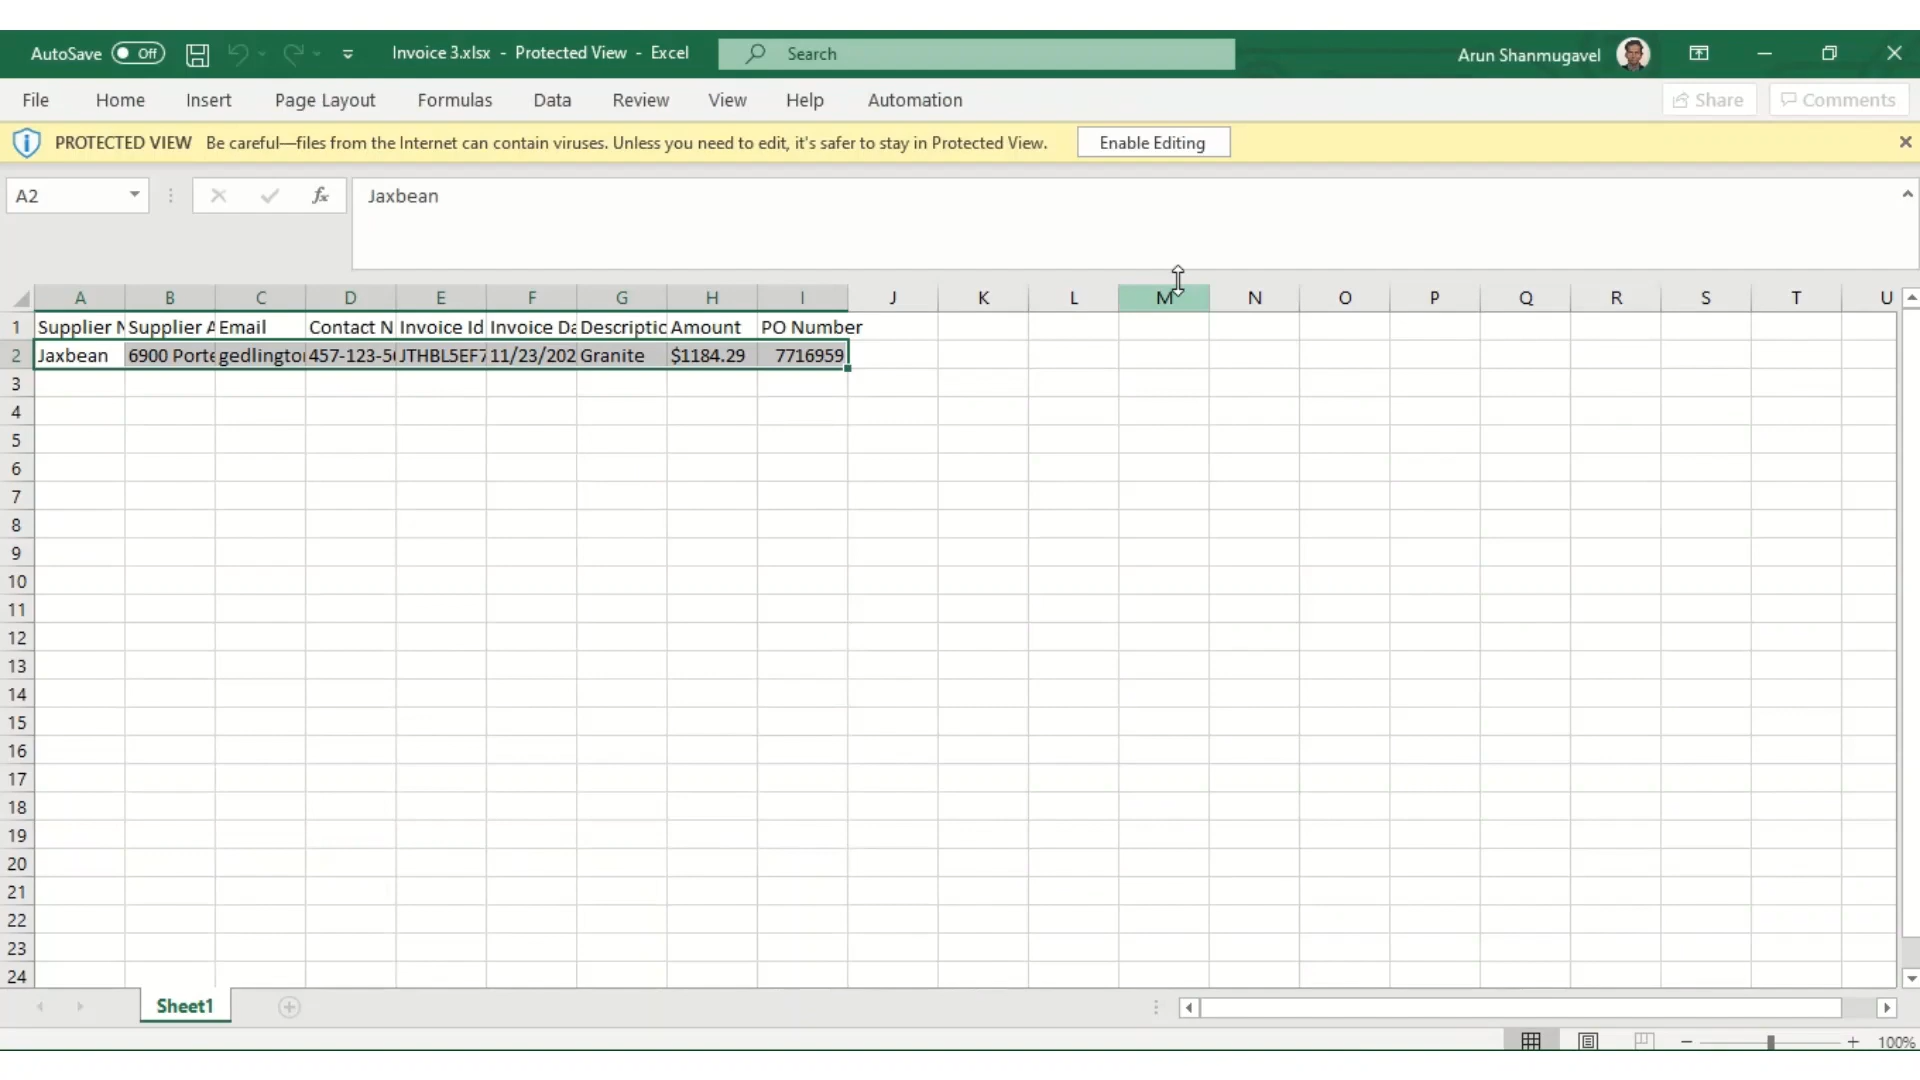 AutoSave Off Invoice 3.xlsx - Protected View - Excel Search Arun Shanmugavel
File Home Insert Page Layout Formulas Data Review View Help Automation Share Comments
PROTECTED VIEW Be careful—files from the Internet can contain viruses. Unless you need to edit, it's safer to stay in Protected View. Enable Editing
A2 fx Jaxbean
A B C D E F G H I J K L M N O P Q R S T U
1 Supplier N Supplier A Email Contact N Invoice Id Invoice Da Descriptio Amount PO Number
2 Jaxbean 6900 Porte gedlington 457-123-50 JTHBL5EF7 11/23/202 Granite $1184.29 7716959
3
4
5
6
7
8
9
10
11
12
13
14
15
16
17
18
19
20
21
22
23
24
Sheet1
100%